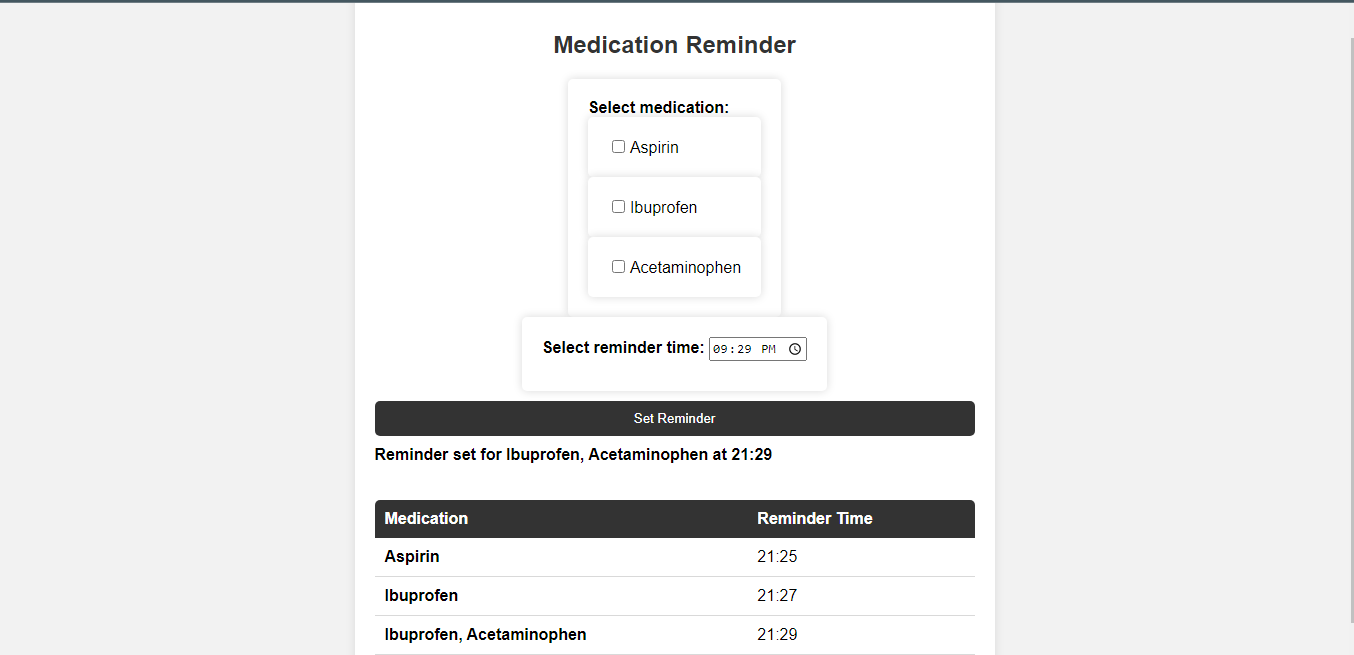 Medication Reminder
Select medication:
Aspirin
Ibuprofen
Acetaminophen
Select reminder time: 09:29 PM
Set Reminder
Reminder set for Ibuprofen, Acetaminophen at 21:29
Medication Reminder Time
Aspirin 21:25
Ibuprofen 21:27
Ibuprofen, Acetaminophen 21:29